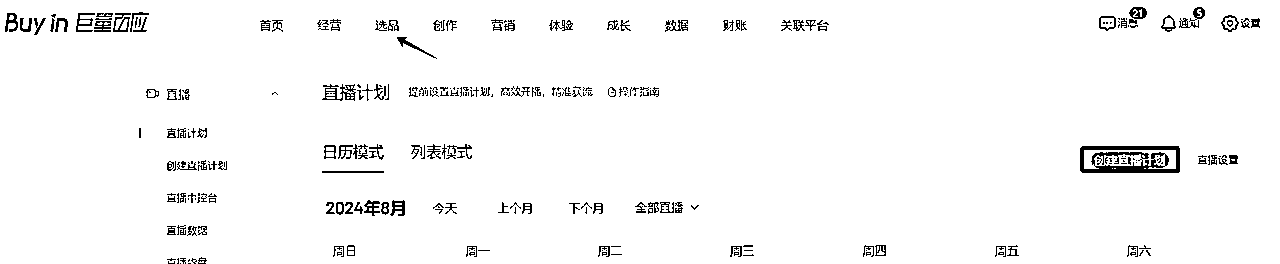 Buy in 巨量百应 首页 经营 选品 创作 营销 体验 成长 数据 财账 关联平台 消息 21 通知 5 设置
直播
直播计划 提前设置直播计划，高效开播，精准获流 操作指南
直播计划
日历模式 列表模式 创建直播计划 直播设置
创建直播计划
直播中控台
2024年8月 今天 上个月 下个月 全部直播
直播数据
周日 周一 周二 周三 周四 周五 周六
直播